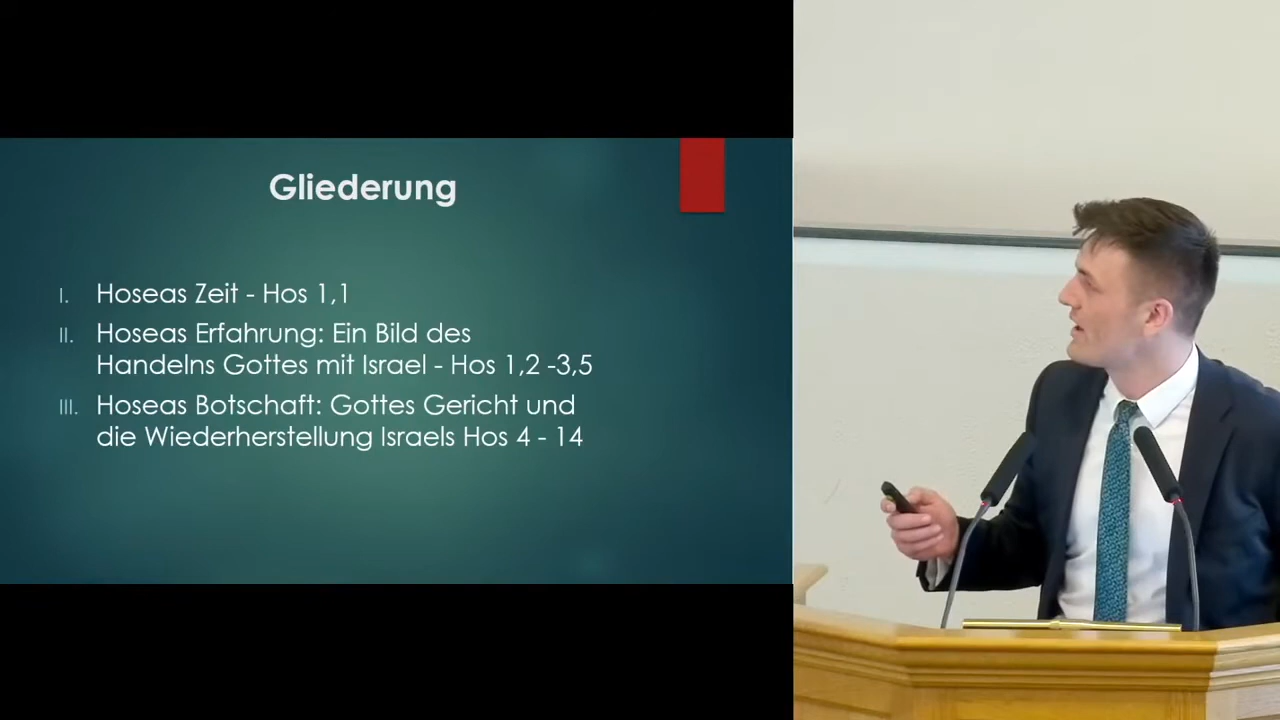 Gliederung
I. Hoseas Zeit - Hos 1,1
II. Hoseas Erfahrung: Ein Bild des
Handelns Gottes mit Israel - Hos 1,2 -3,5
III. Hoseas Botschaft: Gottes Gericht und
die Wiederherstellung Israels Hos 4 - 14